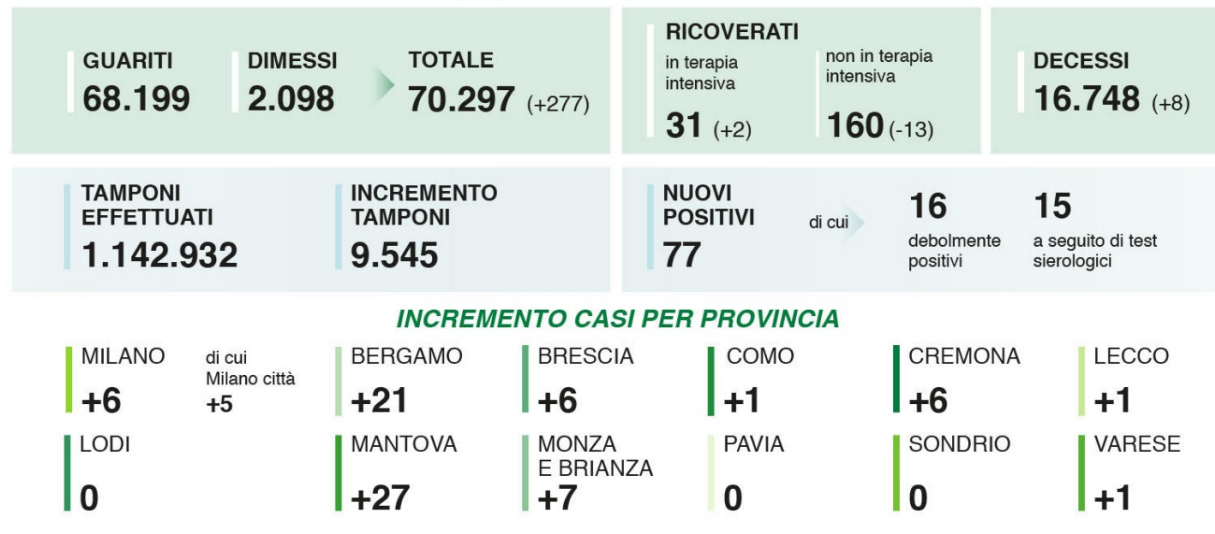 GUARITI
68.199
DIMESSI
2.098
TOTALE
70.297 (+277)
RICOVERATI
in terapia
intensiva
31 (+2)
non in terapia
intensiva
160 (-13)
DECESSI
16.748 (+8)
TAMPONI
EFFETTUATI
1.142.932
INCREMENTO
TAMPONI
9.545
NUOVI
POSITIVI
77
di cui
16
debolmente
positivi
15
a seguito di test
sierologici
INCREMENTO CASI PER PROVINCIA
MILANO
+6
di cui
Milano città
+5
BERGAMO
+21
BRESCIA
+6
COMO
+1
CREMONA
+6
LECCO
+1
LODI
0
MANTOVA
+27
MONZA
E BRIANZA
+7
PAVIA
0
SONDRIO
0
VARESE
+1